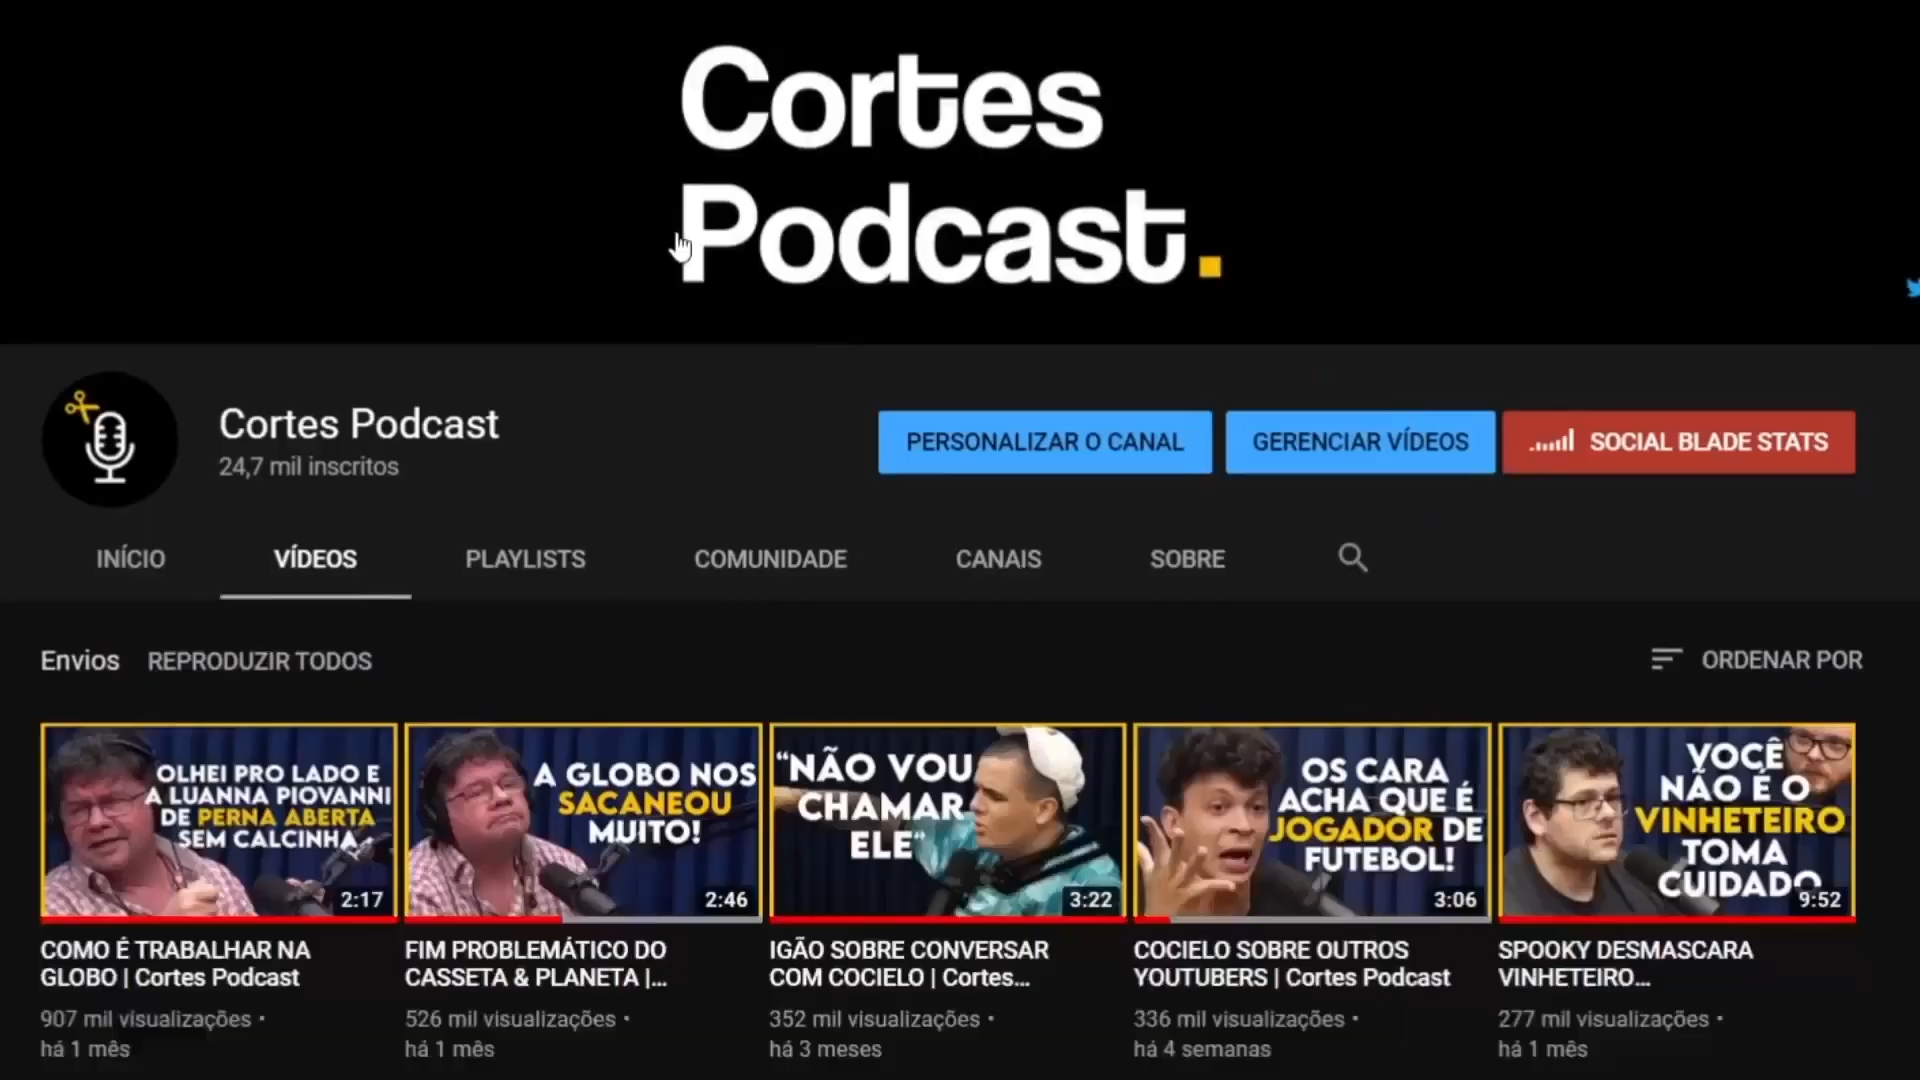 Cortes
Podcast.
Cortes Podcast
24,7 mil inscritos
PERSONALIZAR O CANAL
GERENCIAR VÍDEOS
SOCIAL BLADE STATS
INÍCIO
VÍDEOS
PLAYLISTS
COMUNIDADE
CANAIS
SOBRE
Envios
REPRODUZIR TODOS
ORDENAR POR
OLHEI PRO LADO E
A LUANNA PIOVANNI
DE PERNA ABERTA
SEM CALCINHA
2:17
A GLOBO NOS
SACANEOU
MUITO!
2:46
“NÃO VOU
CHAMAR
ELE“
3:22
OS CARA
ACHA QUE É
JOGADOR DE
FUTEBOL!
3:06
VOCÊ
NÃO É O
VINHETEIRO
TOMA
CUIDADO
9:52
COMO É TRABALHAR NA
GLOBO | Cortes Podcast
907 mil visualizações •
há 1 mês
FIM PROBLEMÁTICO DO
CASSETA & PLANETA |...
526 mil visualizações •
há 1 mês
IGÃO SOBRE CONVERSAR
COM COCIELO | Cortes...
352 mil visualizações •
há 3 meses
COCIELO SOBRE OUTROS
YOUTUBERS | Cortes Podcast
336 mil visualizações •
há 4 semanas
SPOOKY DESMASCARA
VINHETEIRO...
277 mil visualizações •
há 1 mês